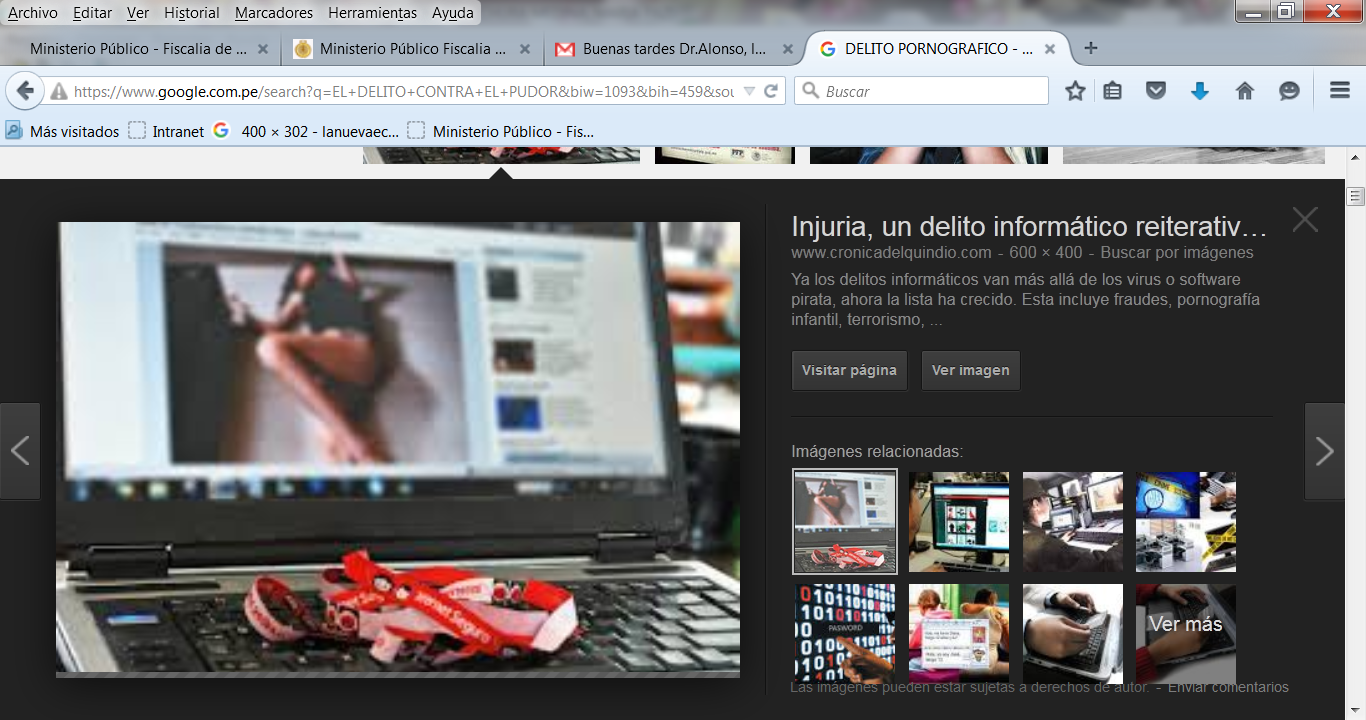 Archivo Editar Ver Historial Marcadores Herramientas Ayuda
Ministerio Público - Fiscalia de ... Ministerio Público Fiscalia ... Buenas tardes Dr.Alonso, I... DELITO PORNOGRAFICO - ...
https://www.google.com.pe/search?q=EL+DELITO+CONTRA+EL+PUDOR&biw=1093&bih=459&sou Buscar
Más visitados Intranet 400 × 302 - lanuevaec... Ministerio Público - Fis...
Injuria, un delito informático reiterativ...
www.cronicadelquindio.com - 600 × 400 - Buscar por imágenes
Ya los delitos informáticos van más allá de los virus o software
pirata, ahora la lista ha crecido. Esta incluye fraudes, pornografía
infantil, terrorismo, ...
Visitar página Ver imagen
Imágenes relacionadas:
PASWORD
Ver más
Internet Seguro
Las imágenes pueden estar sujetas a derechos de autor. - Enviar comentarios